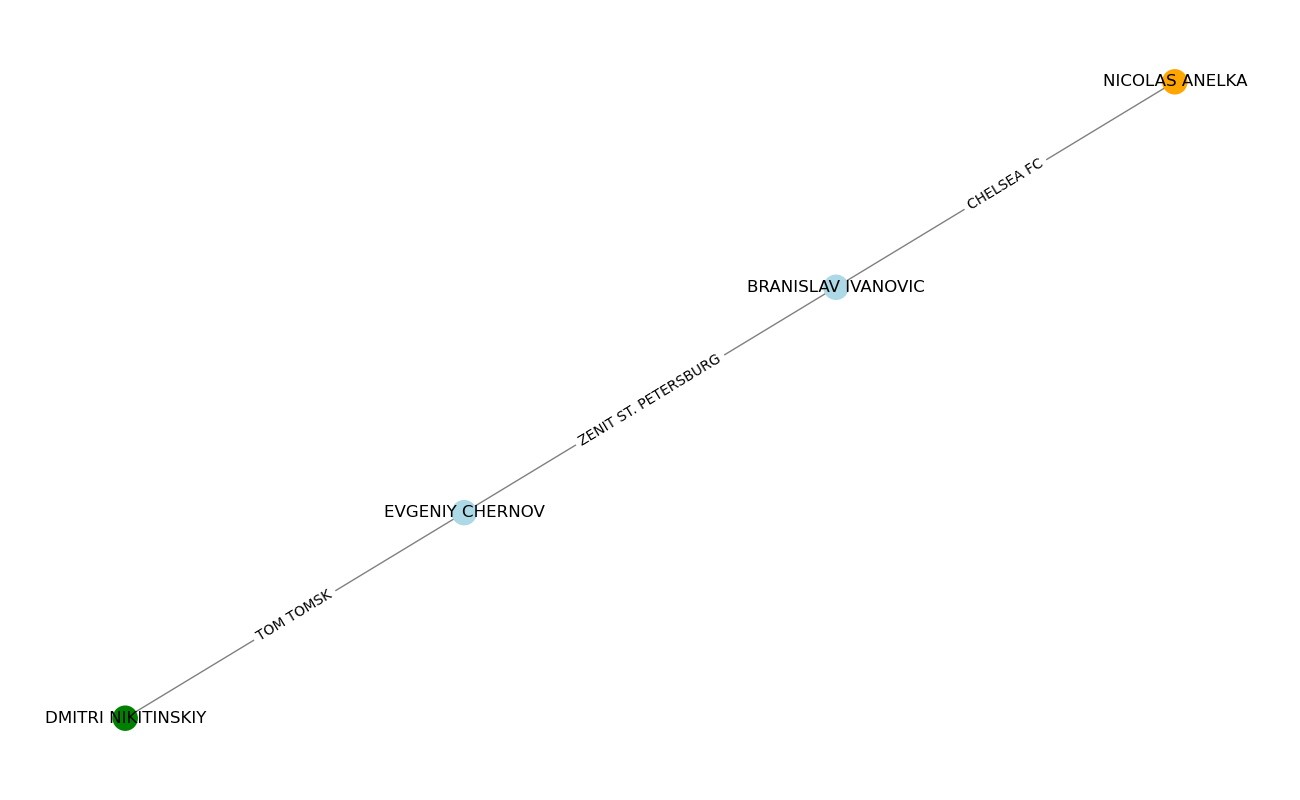 NICOLAS ANELKA
CHELSEA FC
BRANISLAV IVANOVIC
ZENIT ST. PETERSBURG
EVGENIY CHERNOV
TOM TOMSK
DMITRI NIKITINSKIY